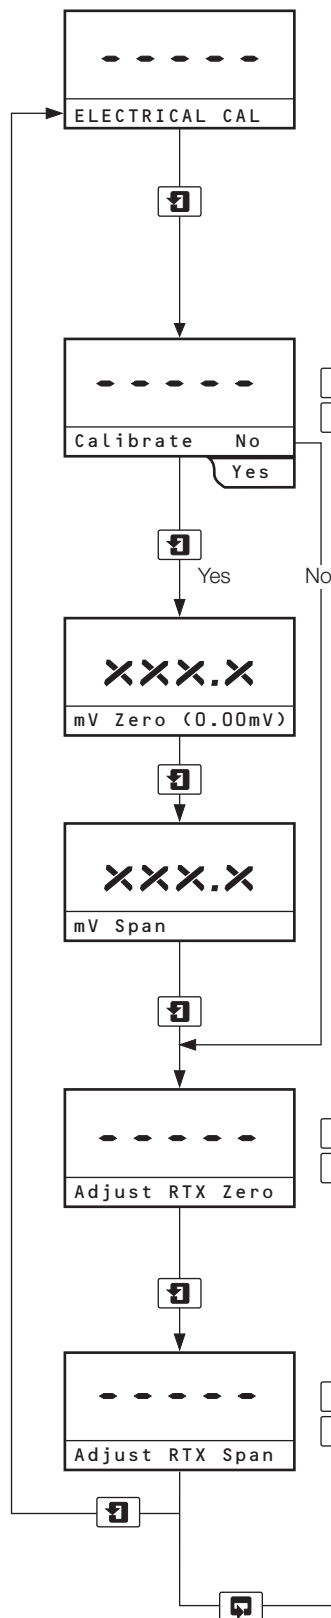 -----
ELECTRICAL CAL
-----
Calibrate No
Yes
Yes
No
xxx.x
mV Zero (0.00mV)
xxx.x
mV Span
-----
Adjust RTX Zero
-----
Adjust RTX Span